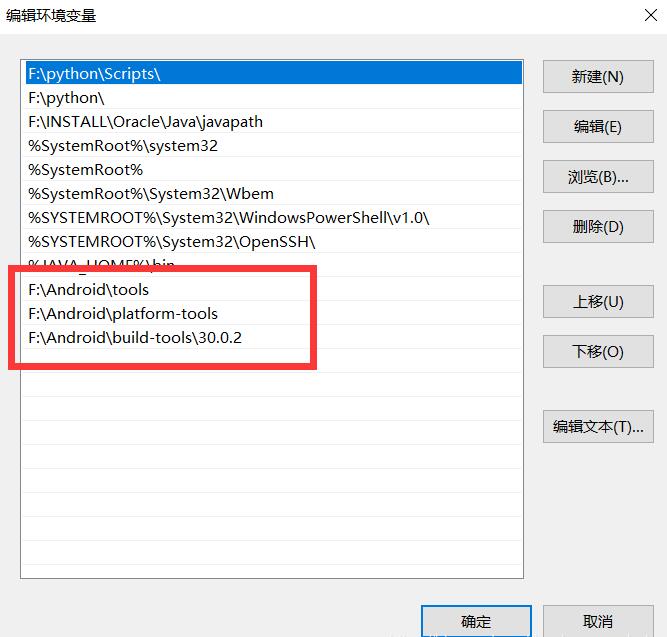 编辑环境变量
F:\python\Scripts\
新建(N)
F:\python\
F:\INSTALL\Oracle\Java\javapath
编辑(E)
%SystemRoot%\system32
%SystemRoot%
浏览(B)...
%SystemRoot%\System32\Wbem
%SYSTEMROOT%\System32\WindowsPowerShell\v1.0\
删除(D)
%SYSTEMROOT%\System32\OpenSSH\
%JAVA_HOME%\bin
F:\Android\tools
上移(U)
F:\Android\platform-tools
F:\Android\build-tools\30.0.2
下移(O)
编辑文本(T)...
确定
取消